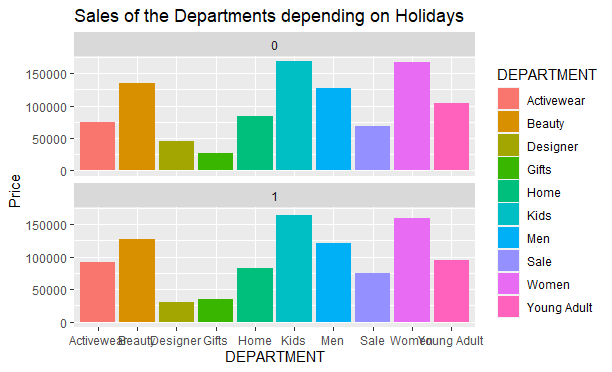 Sales of the Departments depending on Holidays
0
150000
100000
50000
0
1
150000
100000
50000
0
Price
Activewear Beauty Designer Gifts Home Kids Men Sale Women Young Adult
DEPARTMENT
DEPARTMENT
Activewear
Beauty
Designer
Gifts
Home
Kids
Men
Sale
Women
Young Adult